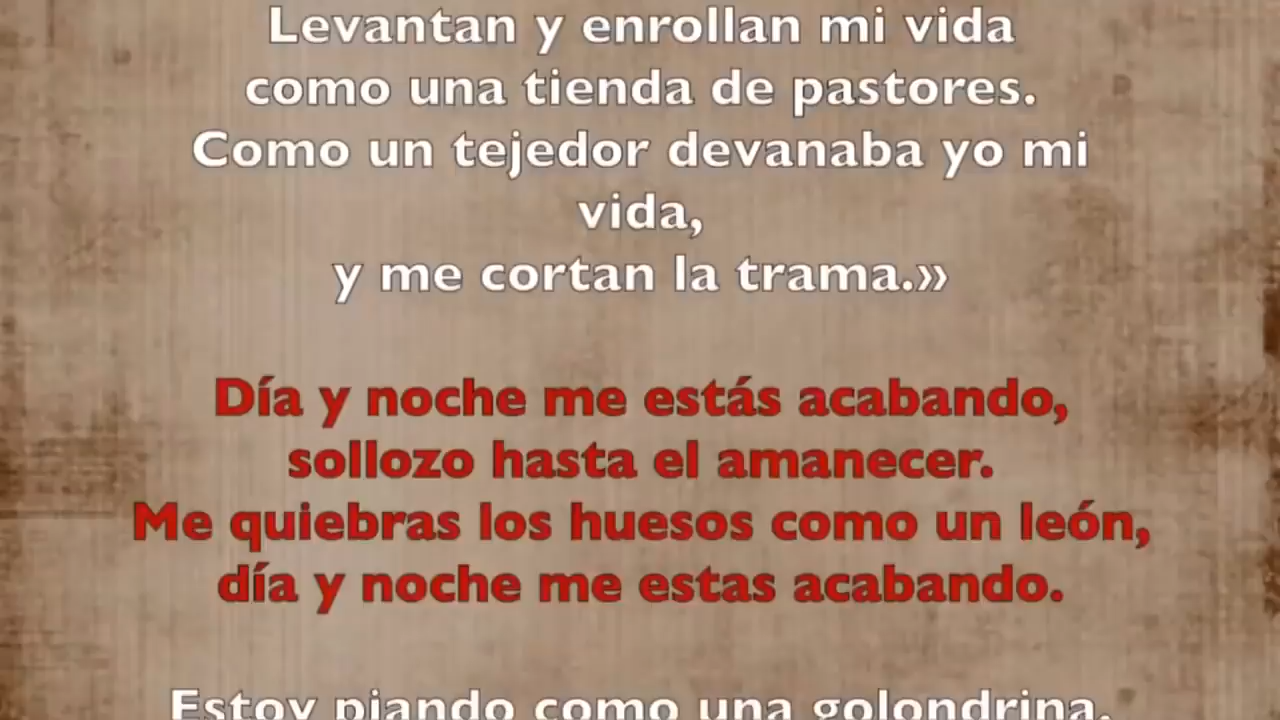 Levantan y enrollan mi vida
como una tienda de pastores.
Como un tejedor devanaba yo mi
vida,
y me cortan la trama.»
Día y noche me estás acabando,
sollozo hasta el amanecer.
Me quiebras los huesos como un león,
día y noche me estas acabando.
Estoy piando como una golondrina,